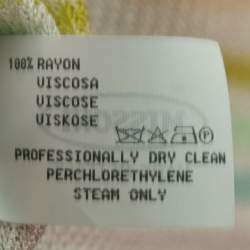 100% RAYON
VISCOSA
VISCOSE
VISKOSE
PROFESSIONALLY DRY CLEAN
PERCHLORETHYLENE
STEAM ONLY